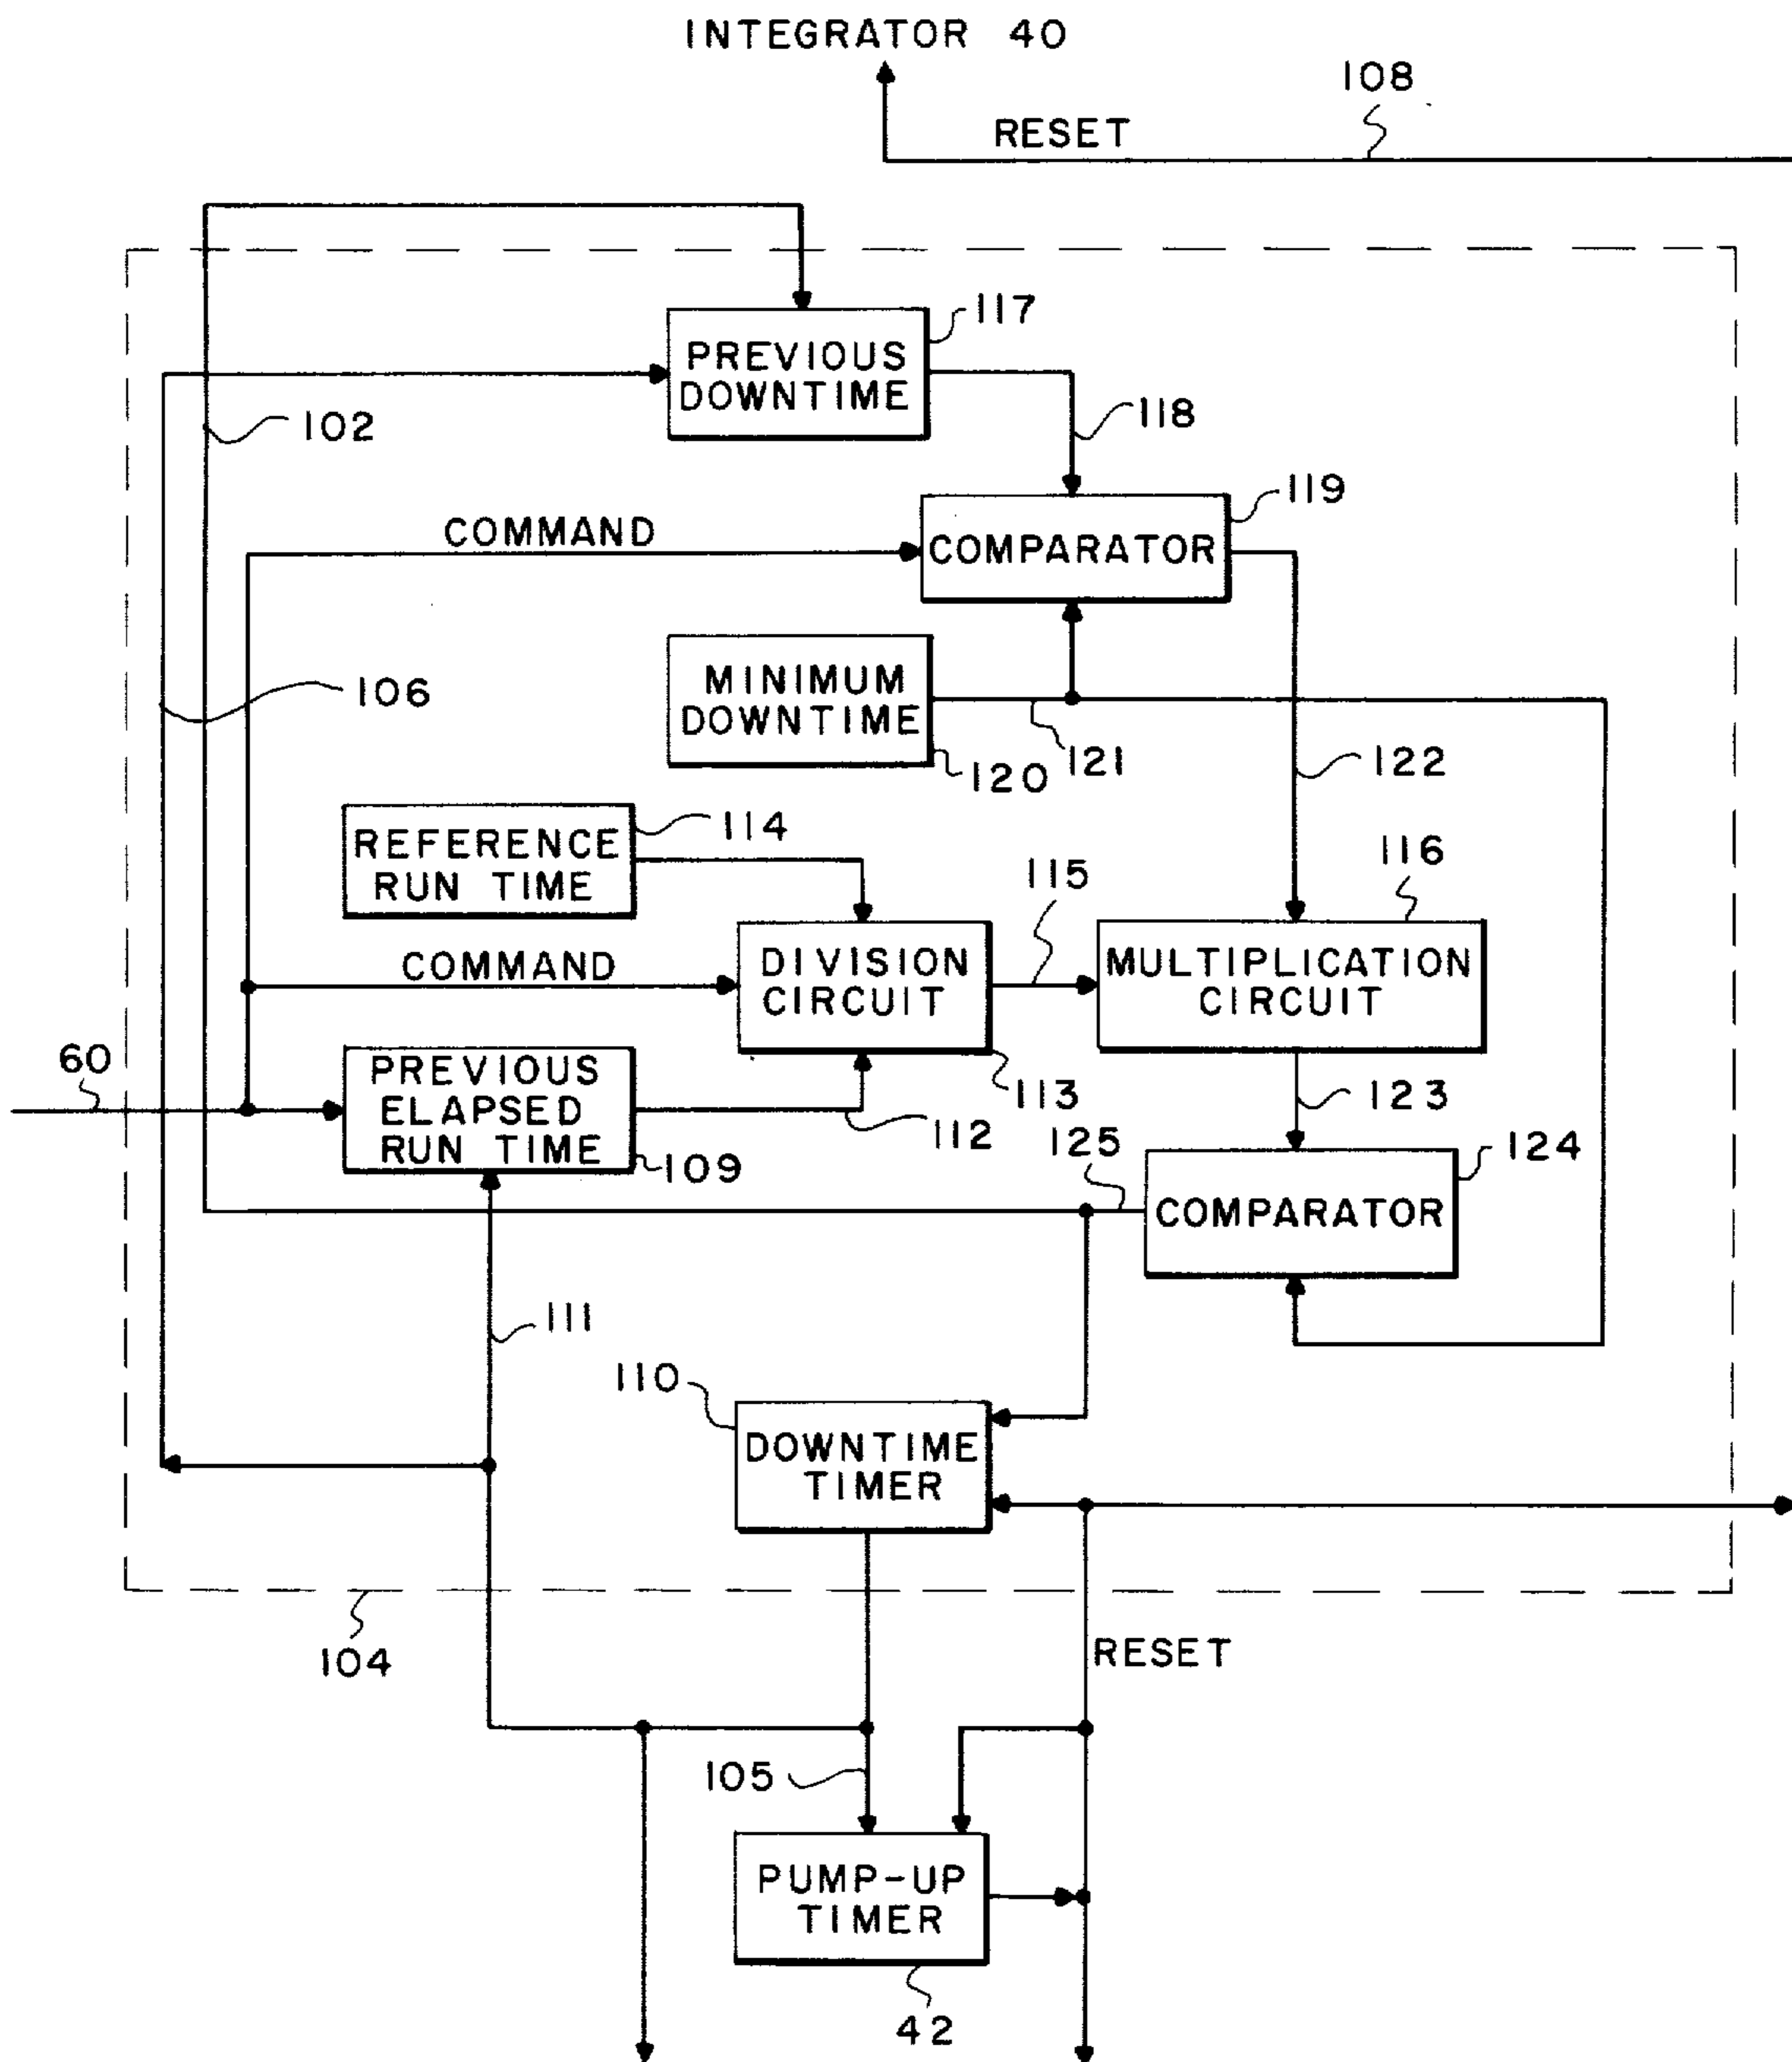 INTEGRATOR 40
108
RESET
117
PREVIOUS
DOWNTIME
102
118
119
COMMAND
COMPARATOR
MINIMUM
DOWNTIME
106
120
121
122
114
REFERENCE
RUN TIME
116
115
COMMAND
DIVISION
CIRCUIT
MULTIPLICATION
CIRCUIT
60
PREVIOUS
ELAPSED
RUN TIME
113
123
112
125
109
124
COMPARATOR
111
110
DOWNTIME
TIMER
104
RESET
105
PUMP-UP
TIMER
42